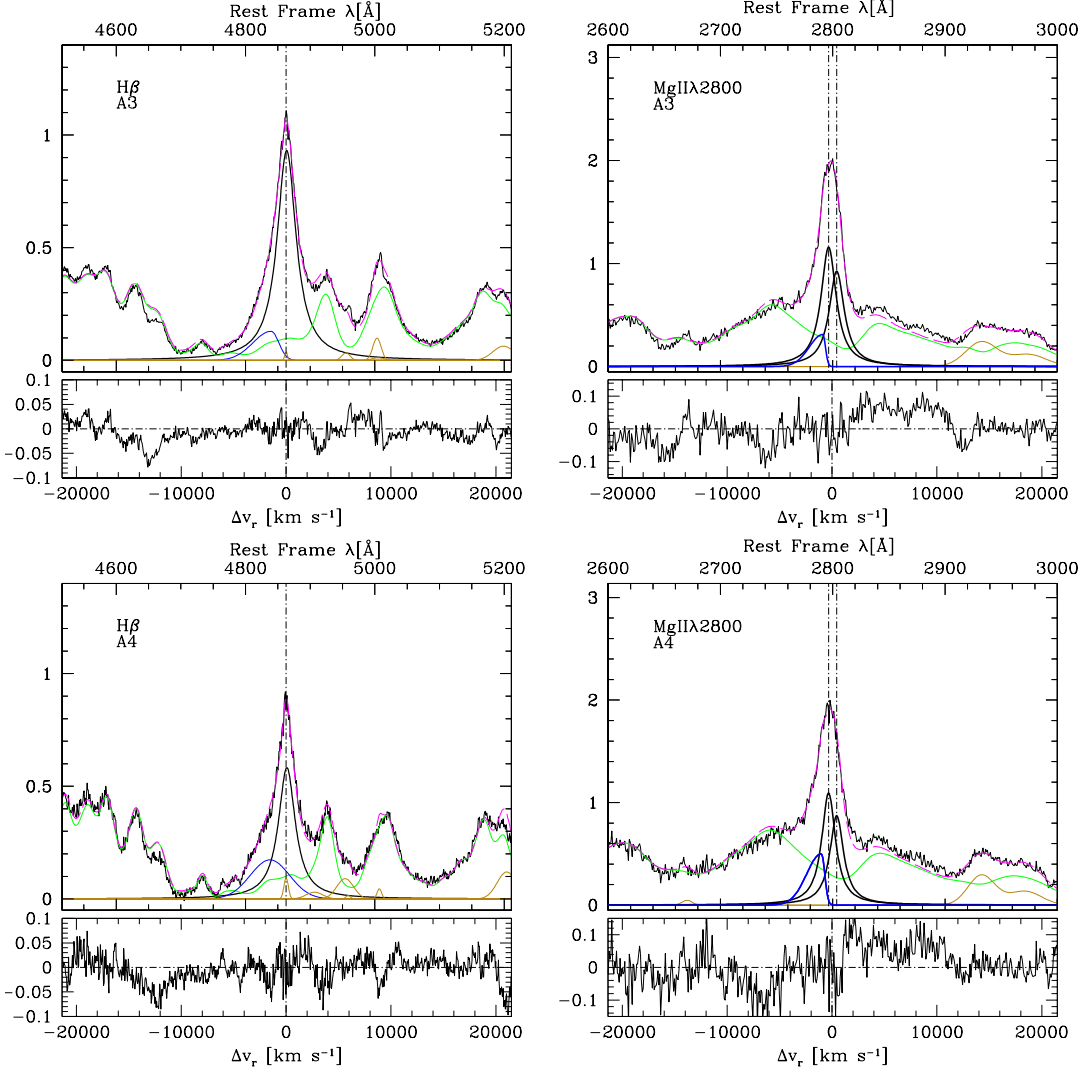 Rest Frame λ[Å]
4600 4800 5000 5200
Hβ
A3
1
0.5
0
0.1
0.05
0
−0.05
−0.1
−20000 −10000 0 10000 20000
Δv_r [km s⁻¹]
Rest Frame λ[Å]
2600 2700 2800 2900 3000
MgIIλ2800
A3
3
2
1
0
0.1
0
−0.1
−20000 −10000 0 10000 20000
Δv_r [km s⁻¹]
Rest Frame λ[Å]
4600 4800 5000 5200
Hβ
A4
1
0.5
0
0.1
0.05
0
−0.05
−0.1
−20000 −10000 0 10000 20000
Δv_r [km s⁻¹]
Rest Frame λ[Å]
2600 2700 2800 2900 3000
MgIIλ2800
A4
3
2
1
0
0.1
0
−0.1
−20000 −10000 0 10000 20000
Δv_r [km s⁻¹]